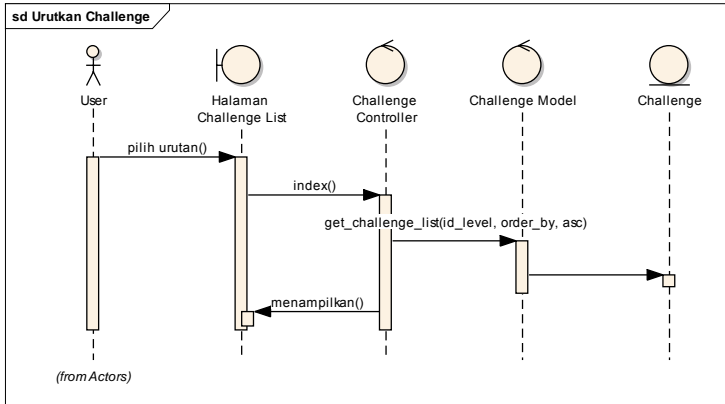 sd Urutkan Challenge
User
Halaman
Challenge List
Challenge
Controller
Challenge Model
Challenge
pilih urutan()
index()
get_challenge_list(id_level, order_by, asc)
menampilkan()
(from Actors)